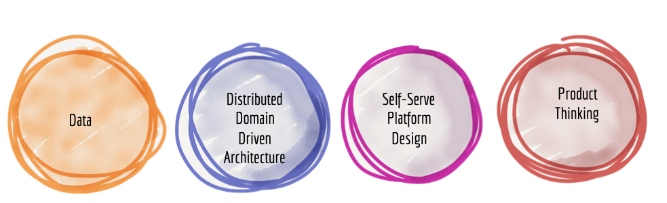 Data
Distributed
Domain
Driven
Architecture
Self-Serve
Platform
Design
Product
Thinking